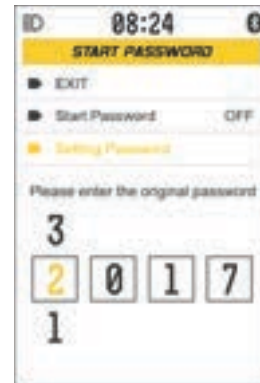 08:24
START PASSWORD
EXIT
Start Password OFF
Setting Password
Please enter the original password
3
2 0 1 7
1